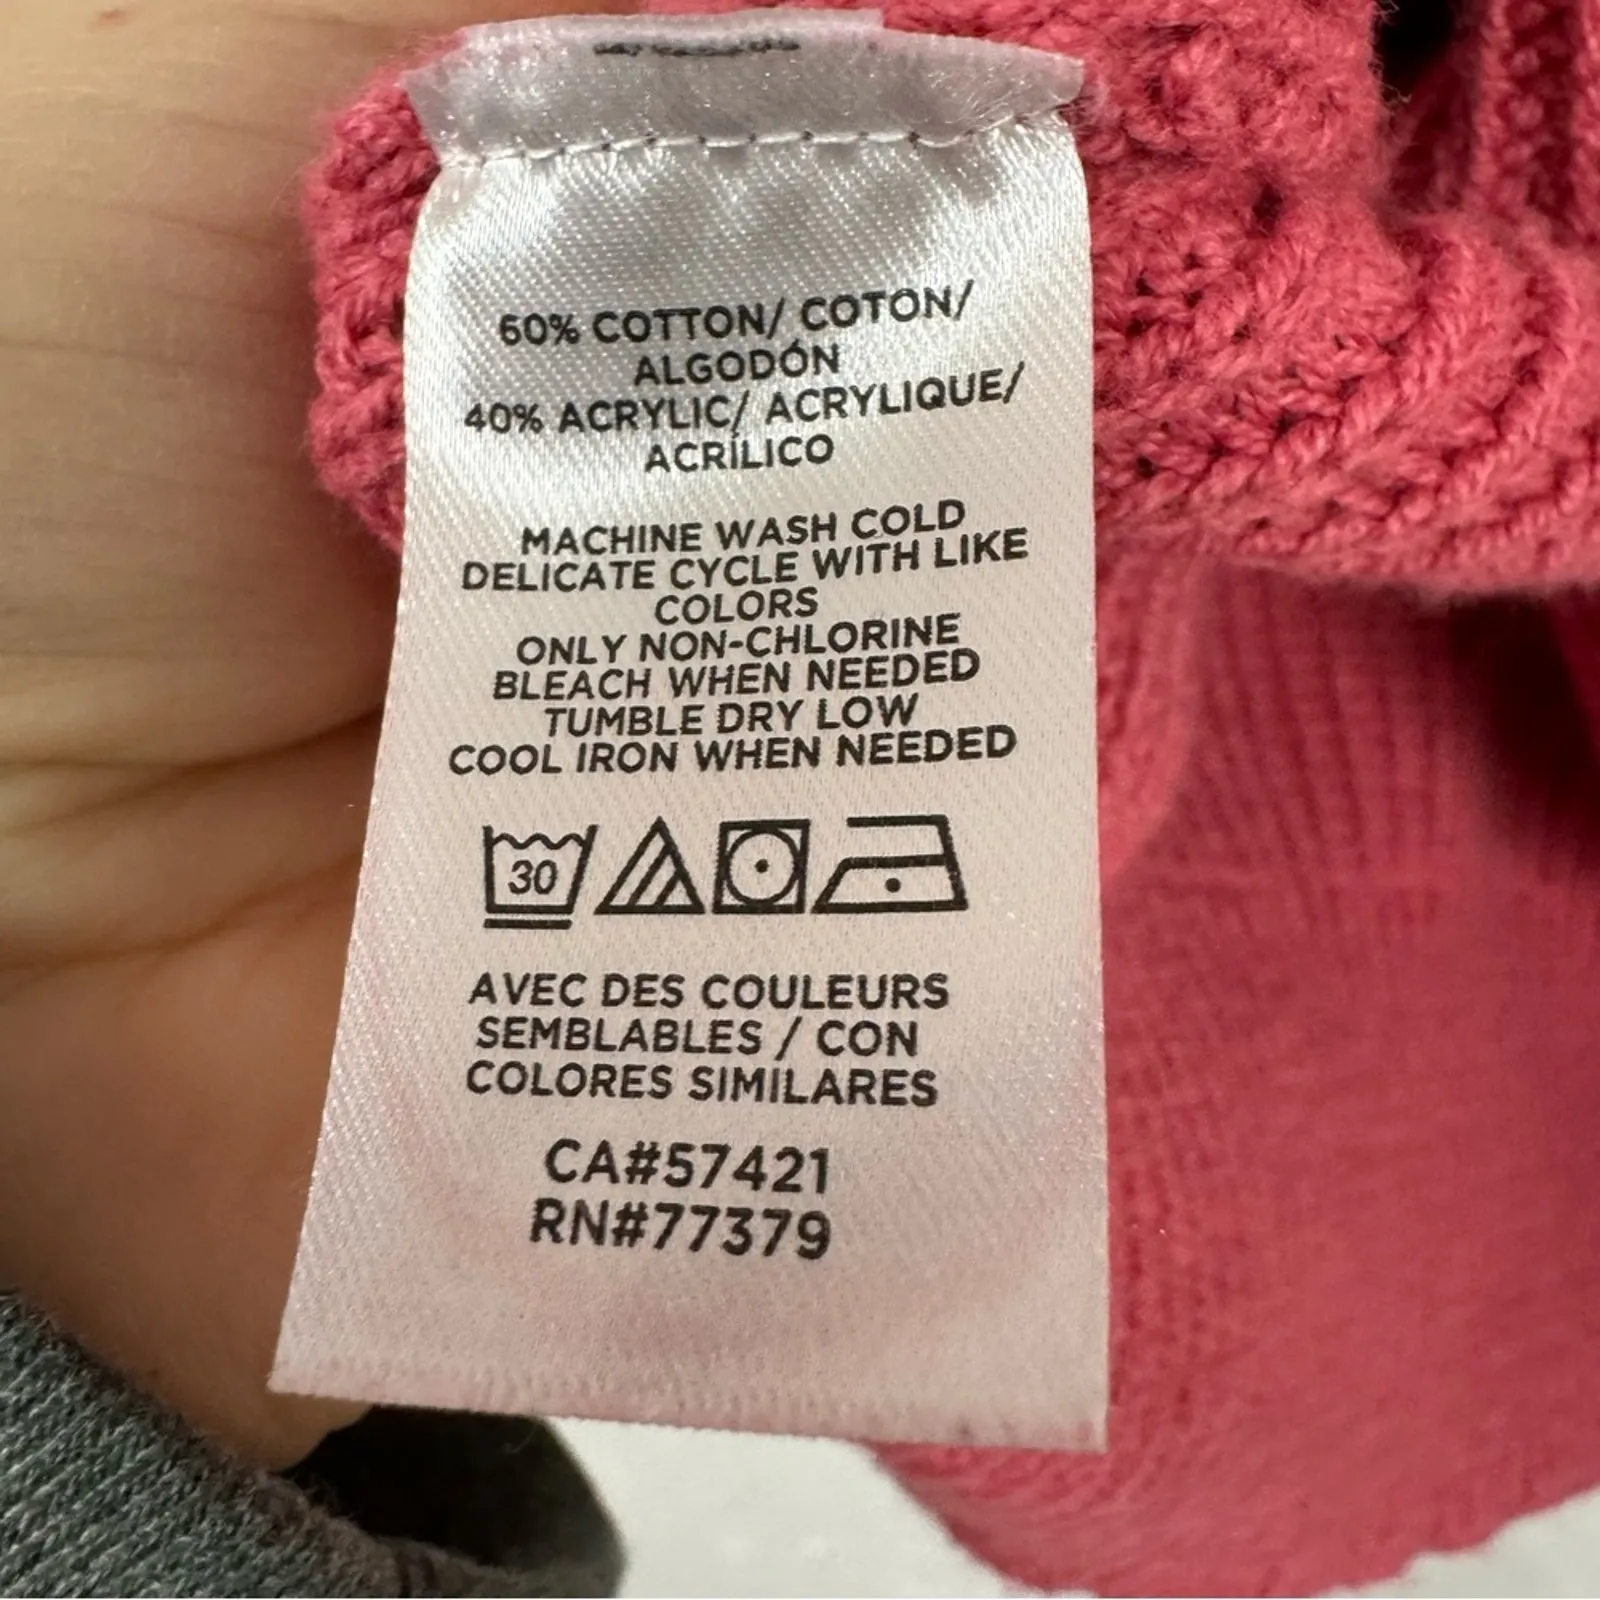 60% COTTON/ COTON/
ALGODÓN
40% ACRYLIC/ ACRYLIQUE/
ACRÍLICO
MACHINE WASH COLD
DELICATE CYCLE WITH LIKE
COLORS
ONLY NON-CHLORINE
BLEACH WHEN NEEDED
TUMBLE DRY LOW
COOL IRON WHEN NEEDED
30
AVEC DES COULEURS
SEMBLABLES / CON
COLORES SIMILARES
CA#57421
RN#77379